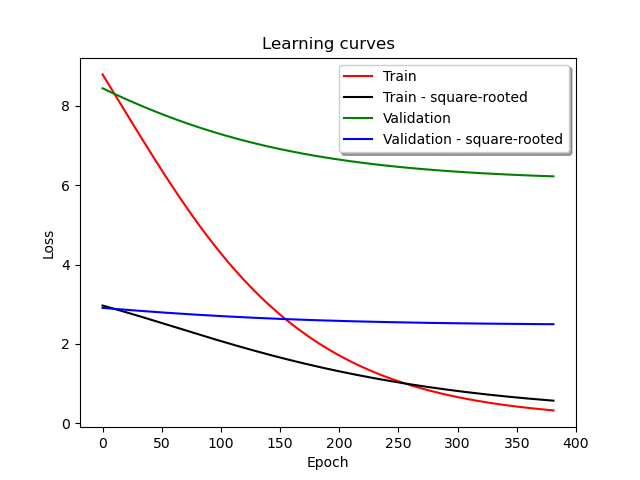 Learning curves
Train
Train - square-rooted
Validation
Validation - square-rooted
8
6
4
2
0
Loss
0 50 100 150 200 250 300 350 400
Epoch